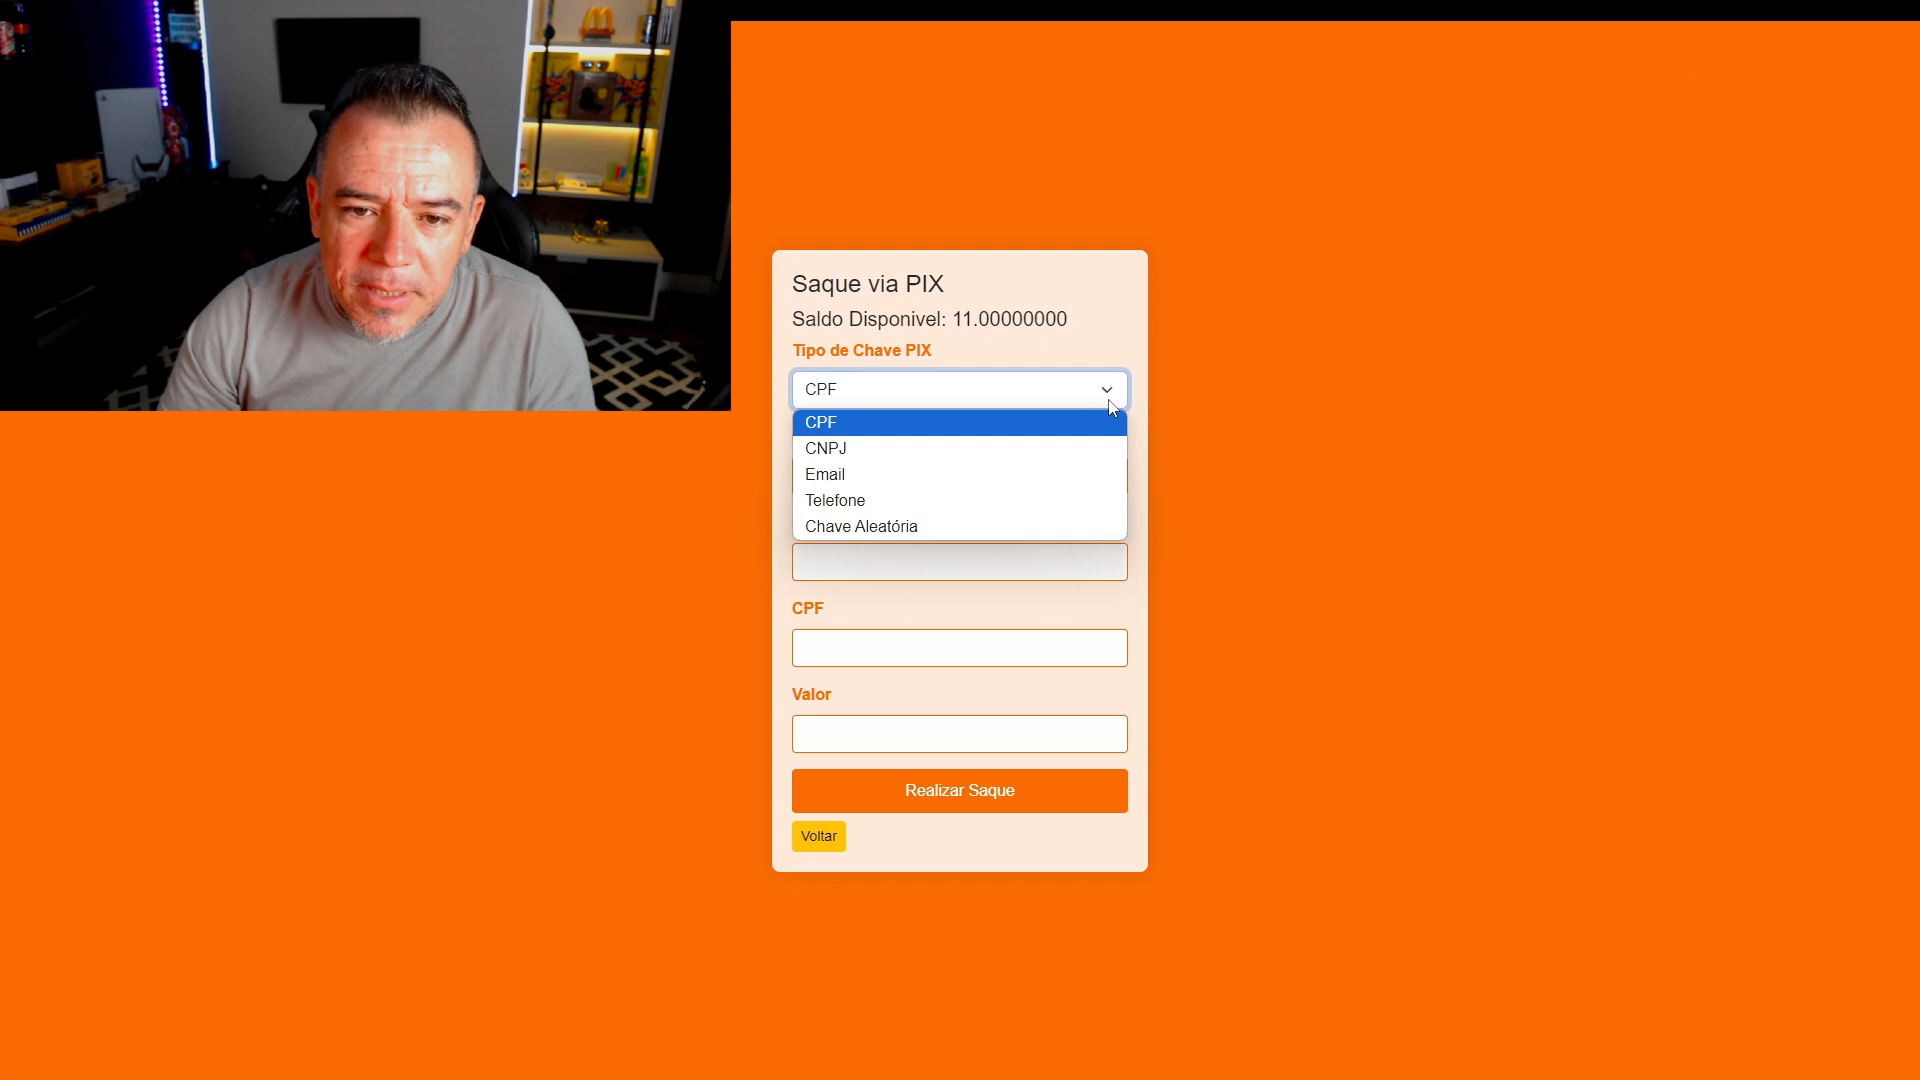 Saque via PIX
Saldo Disponivel: 11.00000000
Tipo de Chave PIX
CPF
CPF
CNPJ
Email
Telefone
Chave Aleatória
CPF
Valor
Realizar Saque
Voltar